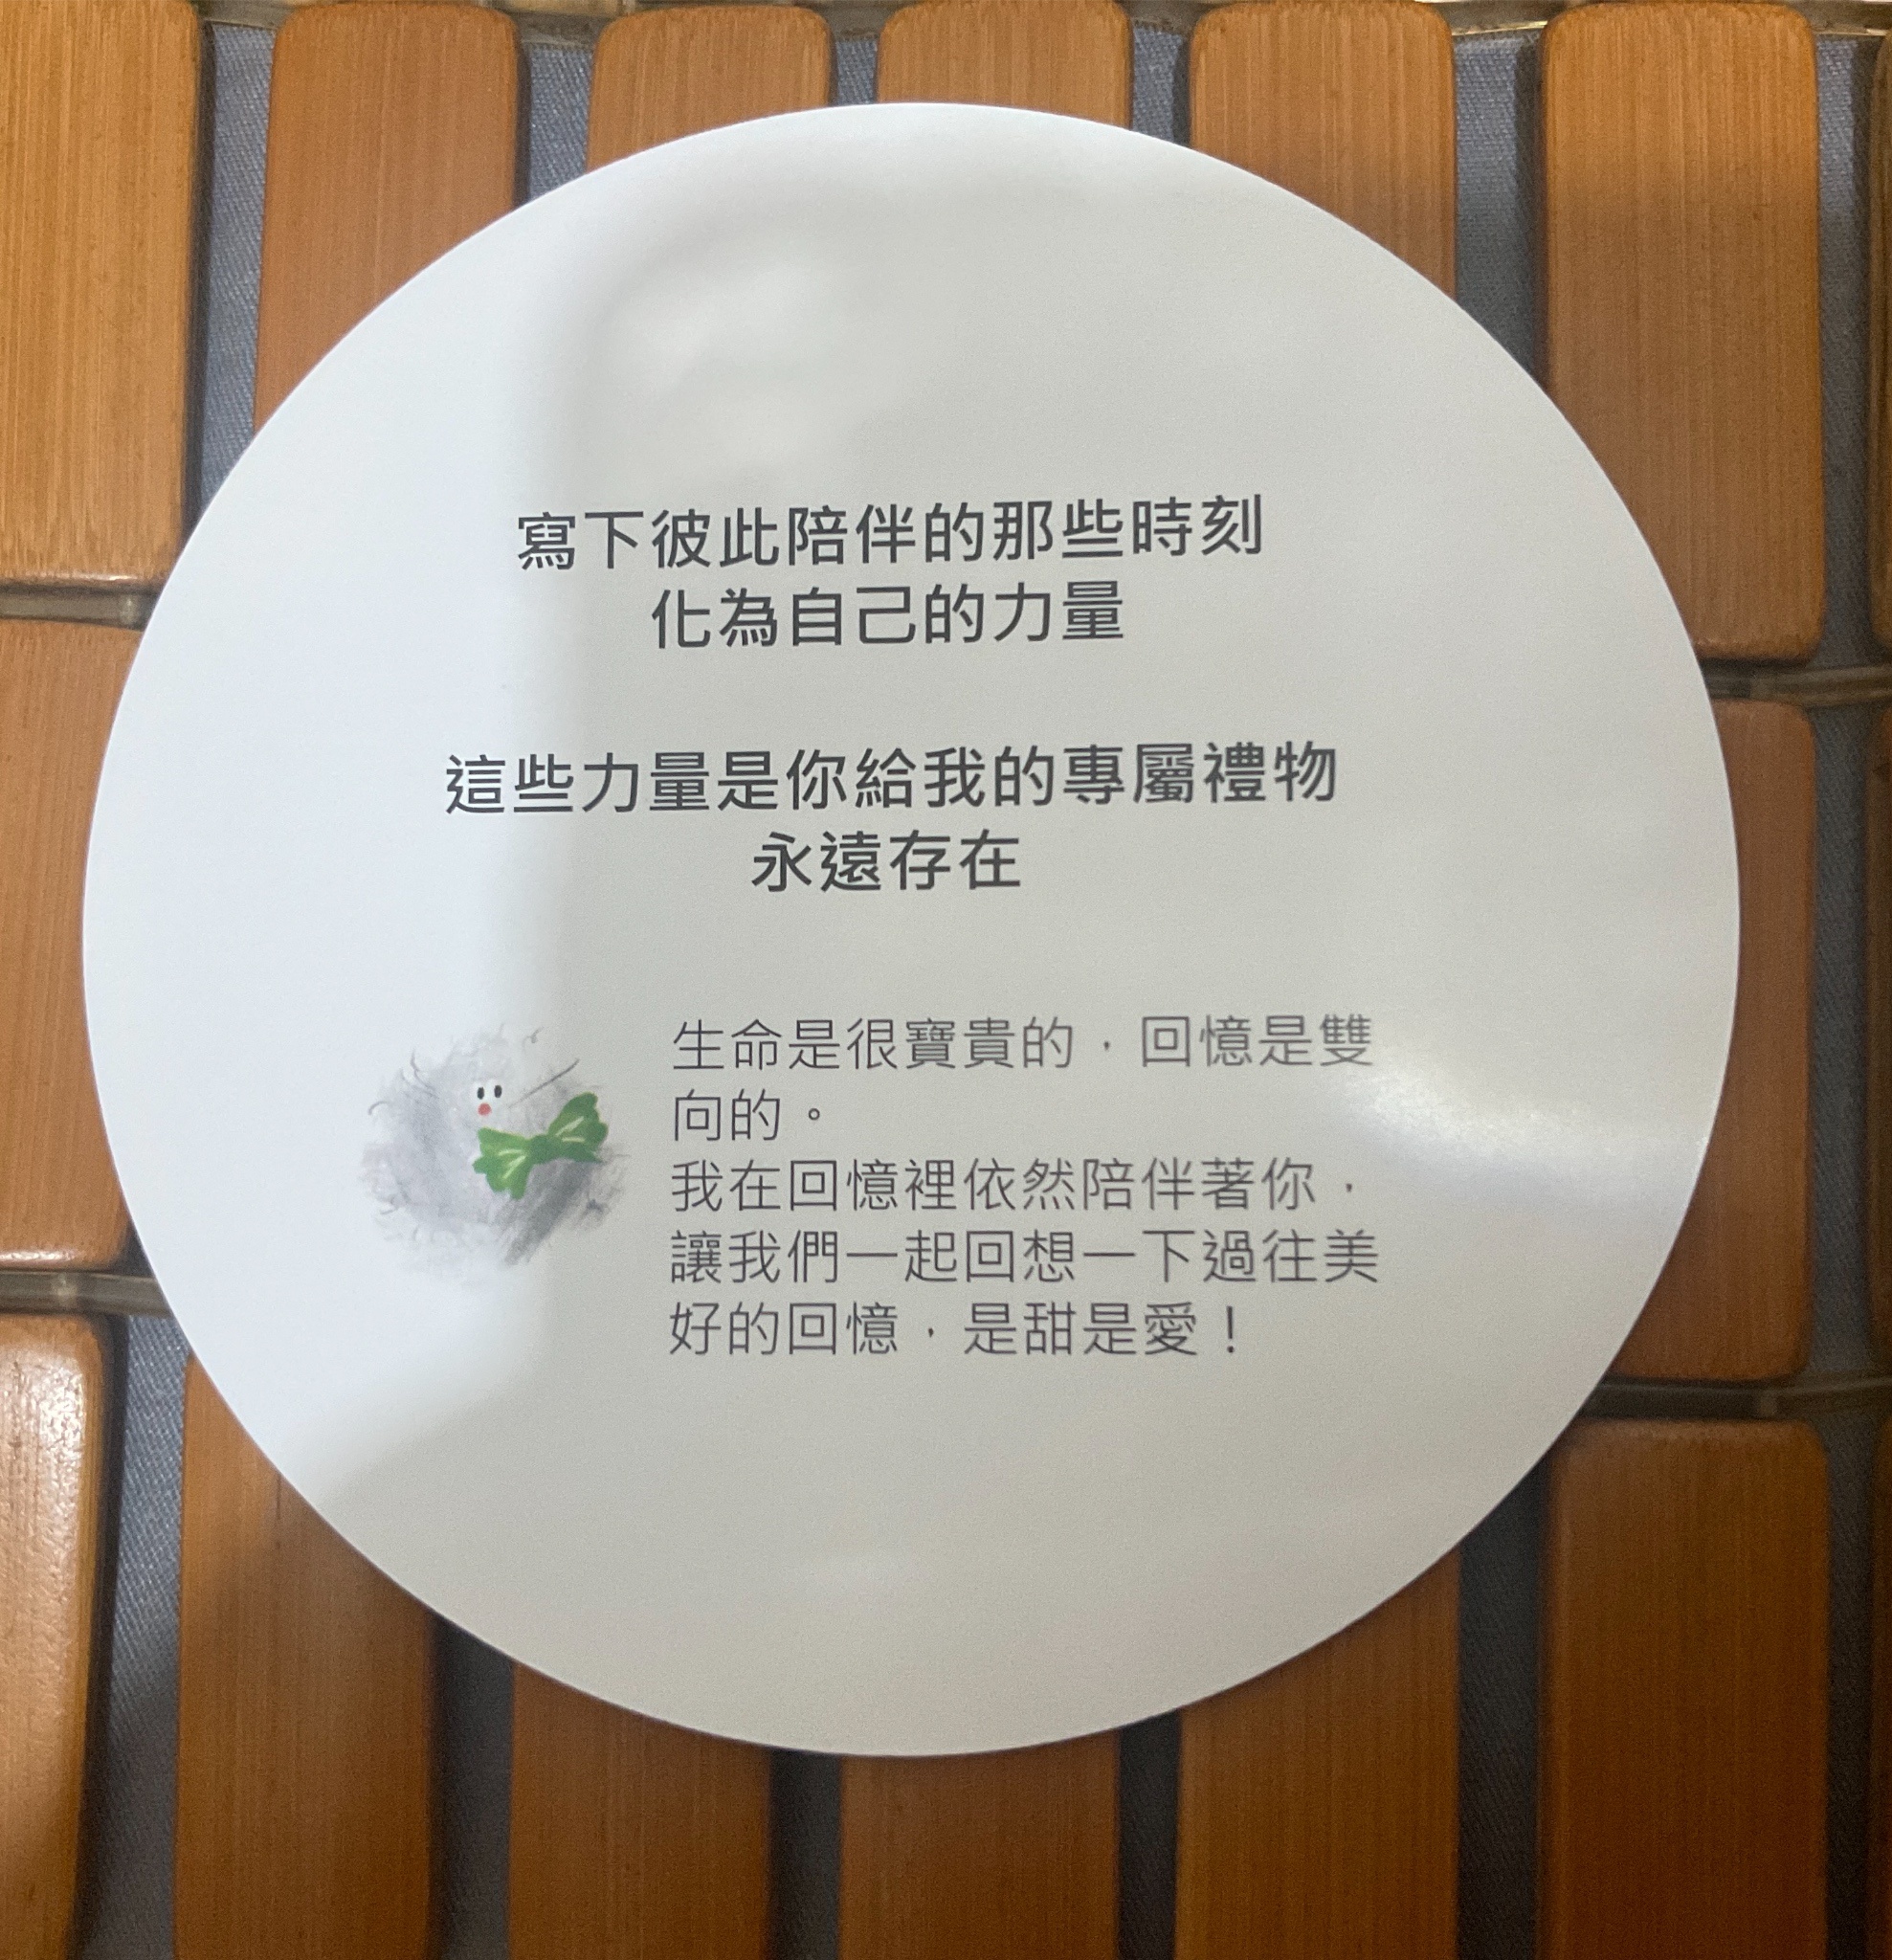 寫下彼此陪伴的那些時刻
化為自己的力量
這些力量是你給我的專屬禮物
永遠存在
生命是很寶貴的，回憶是雙
向的。
我在回憶裡依然陪伴著你，
讓我們一起回想一下過往美
好的回憶，是甜是愛！